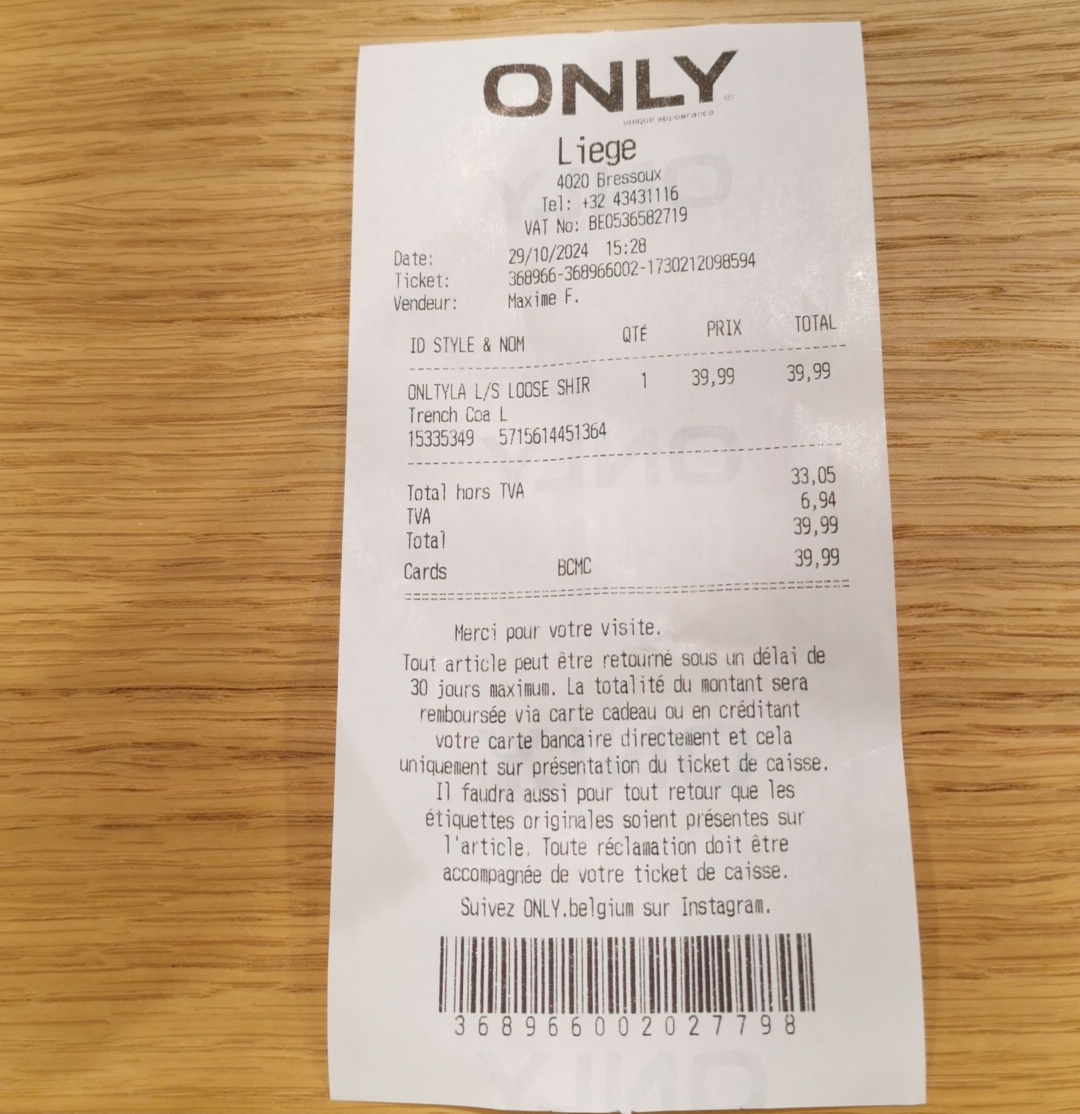 ONLY
unique appearance
Liege
4020 Bressoux
Tel: +32 43431116
VAT No: BE0536582719
Date: 29/10/2024 15:28
Ticket: 368966-368966002-1730212098594
Vendeur: Maxime F.
ID STYLE & NOM QTÉ PRIX TOTAL
ONLTYLA L/S LOOSE SHIR 1 39,99 39,99
Trench Coa L
15335349 5715614451364
Total hors TVA 33,05
TVA 6,94
Total 39,99
Cards BCMC 39,99
Merci pour votre visite.
Tout article peut être retourné sous un délai de
30 jours maximum. La totalité du montant sera
remboursée via carte cadeau ou en créditant
votre carte bancaire directement et cela
uniquement sur présentation du ticket de caisse.
Il faudra aussi pour tout retour que les
étiquettes originales soient présentes sur
l'article. Toute réclamation doit être
accompagnée de votre ticket de caisse.
Suivez ONLY.belgium sur Instagram.
368966002027798